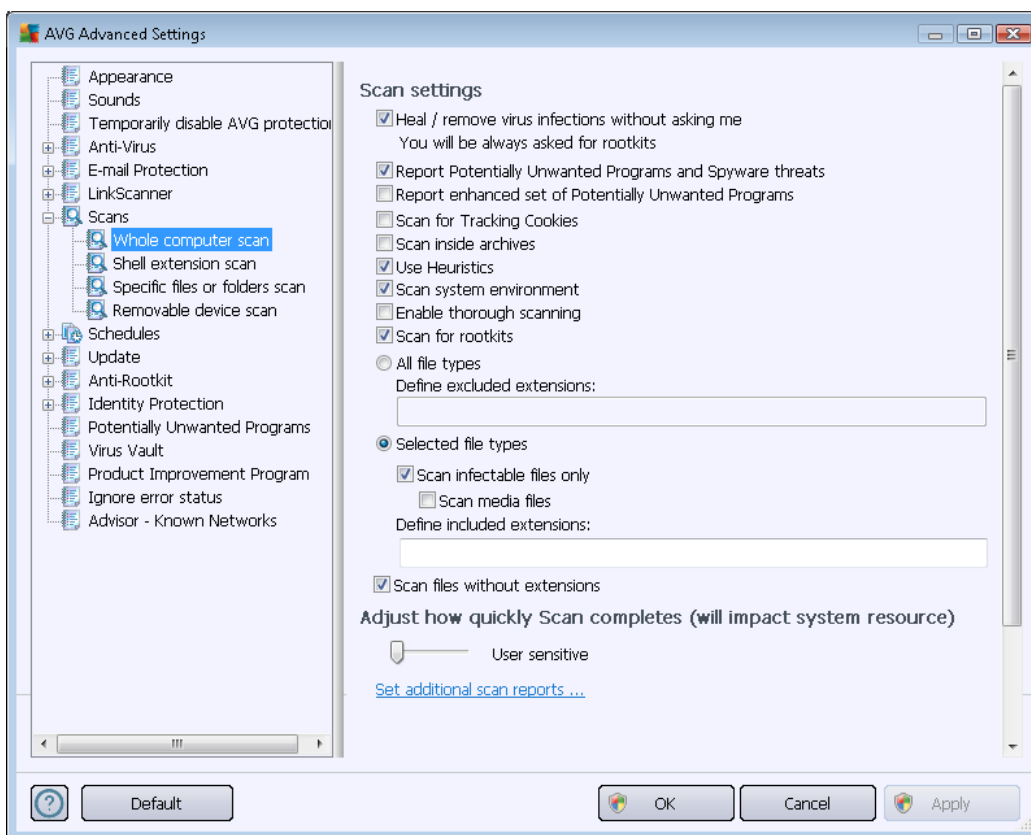 AVG Advanced Settings
Appearance
Sounds
Temporarily disable AVG protection
Anti-Virus
E-mail Protection
LinkScanner
Scans
Whole computer scan
Shell extension scan
Specific files or folders scan
Removable device scan
Schedules
Update
Anti-Rootkit
Identity Protection
Potentially Unwanted Programs
Virus Vault
Product Improvement Program
Ignore error status
Advisor - Known Networks
Scan settings
Heal / remove virus infections without asking me
You will be always asked for rootkits
Report Potentially Unwanted Programs and Spyware threats
Report enhanced set of Potentially Unwanted Programs
Scan for Tracking Cookies
Scan inside archives
Use Heuristics
Scan system environment
Enable thorough scanning
Scan for rootkits
All file types
Define excluded extensions:
Selected file types
Scan infectable files only
Scan media files
Define included extensions:
Scan files without extensions
Adjust how quickly Scan completes (will impact system resource)
User sensitive
Set additional scan reports ...
Default
OK
Cancel
Apply